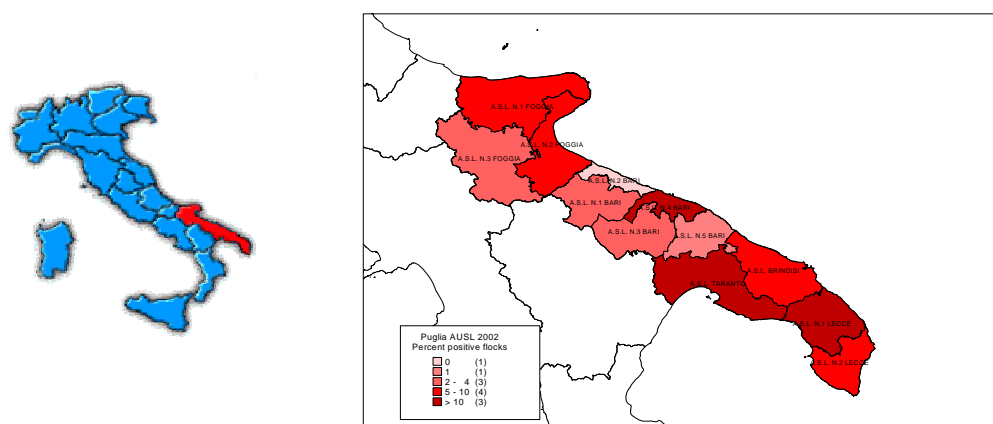 A.S.L. N.1 FOGGIA
A.S.L. N.2 FOGGIA
A.S.L. N.3 FOGGIA
A.S.L. N.2 BARI
A.S.L. N.1 BARI
A.S.L. N.4 BARI
A.S.L. N.3 BARI
A.S.L. N.5 BARI
A.S.L. BRINDISI
A.S.L. TARANTO
A.S.L. N.1 LECCE
A.S.L. N.2 LECCE
Puglia AUSL 2002
Percent positive flocks
0 (1)
1 (1)
2 - 4 (3)
5 - 10 (4)
> 10 (3)